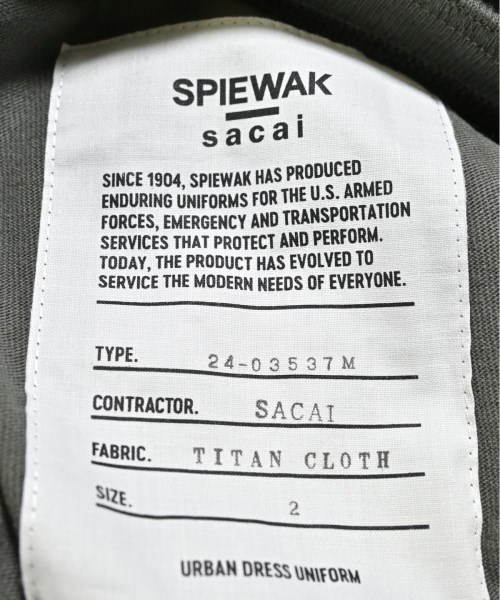 SPIEWAK
sacai
SINCE 1904, SPIEWAK HAS PRODUCED
ENDURING UNIFORMS FOR THE U.S. ARMED
FORCES, EMERGENCY AND TRANSPORTATION
SERVICES THAT PROTECT AND PERFORM.
TODAY, THE PRODUCT HAS EVOLVED TO
SERVICE THE MODERN NEEDS OF EVERYONE.
TYPE. 24-03537M
CONTRACTOR. SACAI
FABRIC. TITAN CLOTH
SIZE. 2
URBAN DRESS UNIFORM